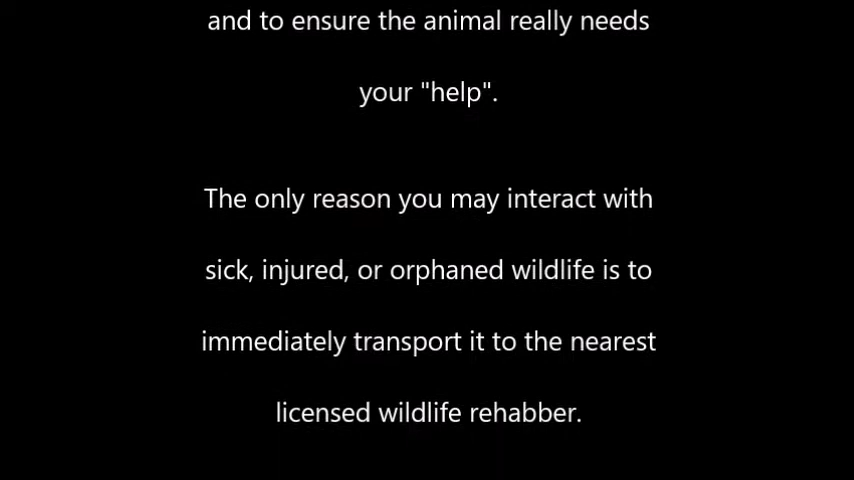 and to ensure the animal really needs
your "help".
The only reason you may interact with
sick, injured, or orphaned wildlife is to
immediately transport it to the nearest
licensed wildlife rehabber.